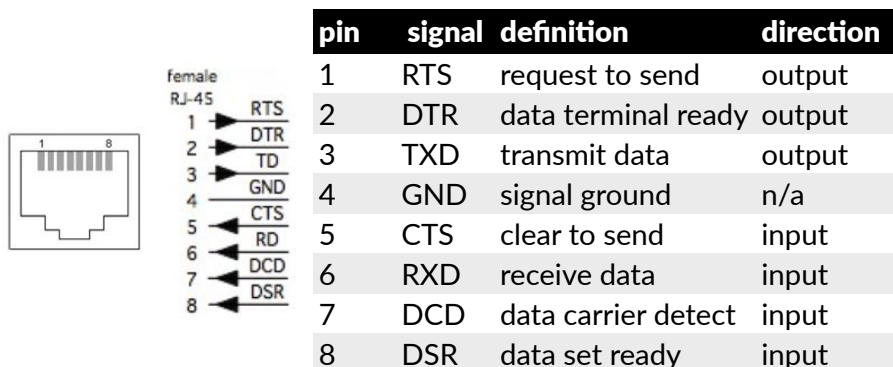 1 8
female
RJ-45
1 RTS
2 DTR
3 TD
4 GND
5 CTS
6 RD
7 DCD
8 DSR
pin signal definition direction
1 RTS request to send output
2 DTR data terminal ready output
3 TXD transmit data output
4 GND signal ground n/a
5 CTS clear to send input
6 RXD receive data input
7 DCD data carrier detect input
8 DSR data set ready input